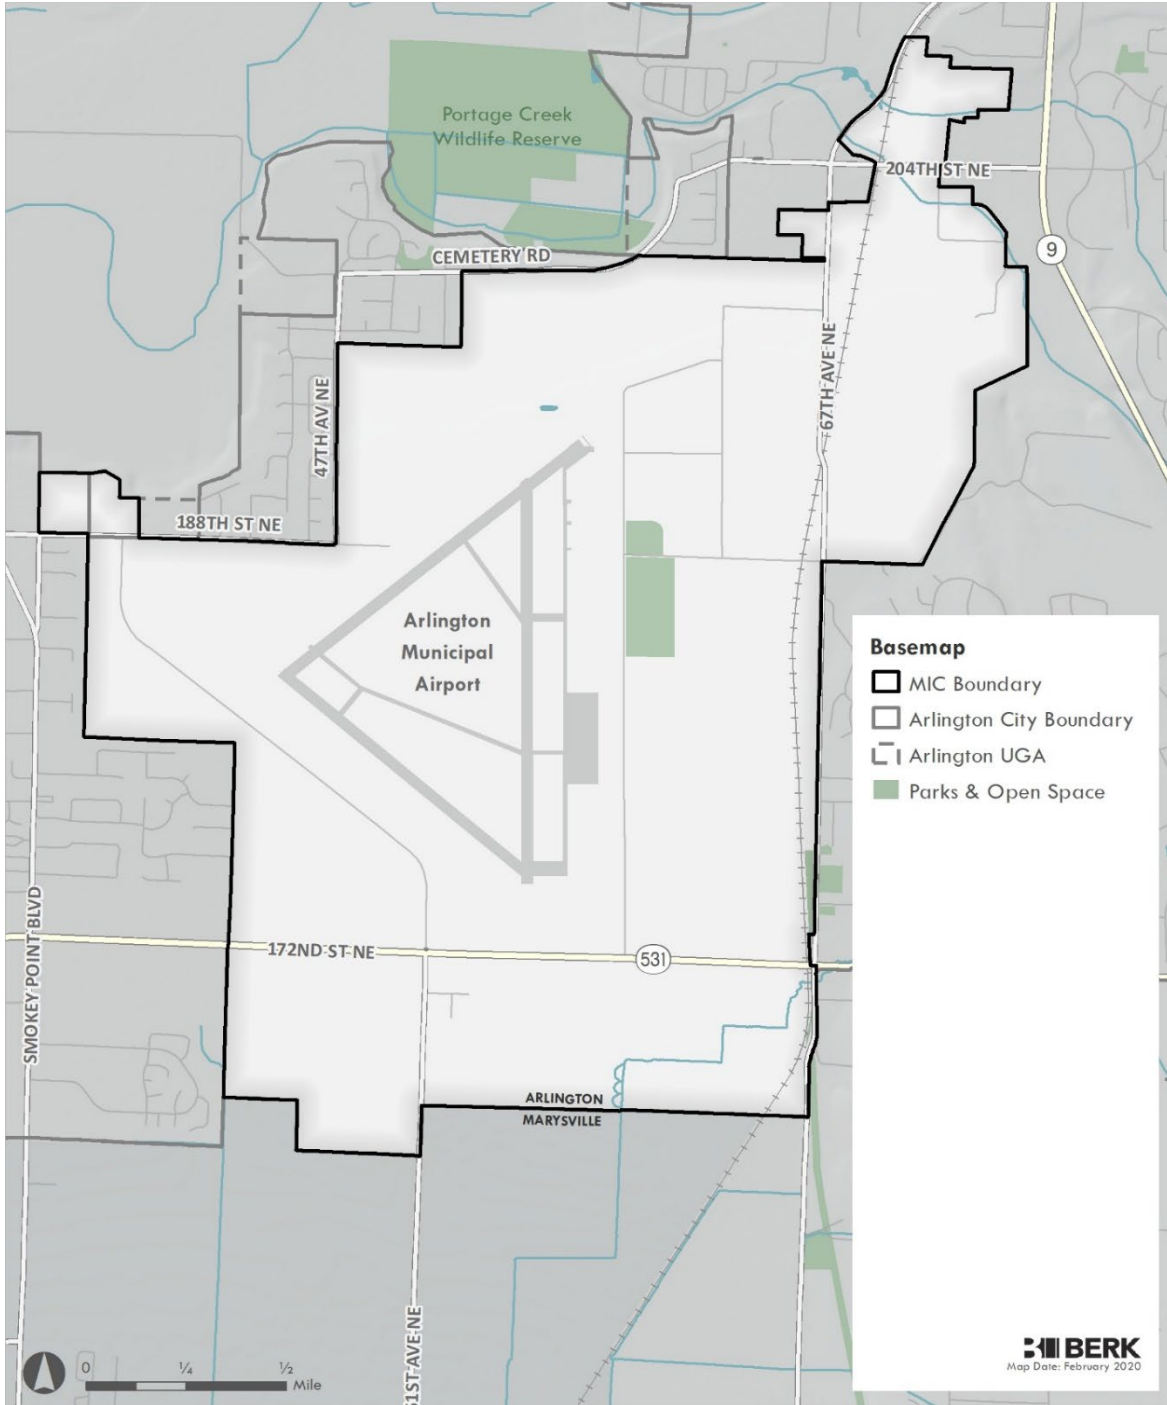 Portage Creek
Wildlife Reserve
204TH ST NE
9
CEMETERY RD
67TH AVE NE
47TH AV NE
188TH ST NE
Arlington
Municipal
Airport
Basemap
MIC Boundary
Arlington City Boundary
Arlington UGA
Parks & Open Space
SMOKEY POINT BLVD
172ND ST NE
531
ARLINGTON
MARYSVILLE
51ST AVE NE
0 ¼ ½
Mile
BERK
Map Date: February 2020